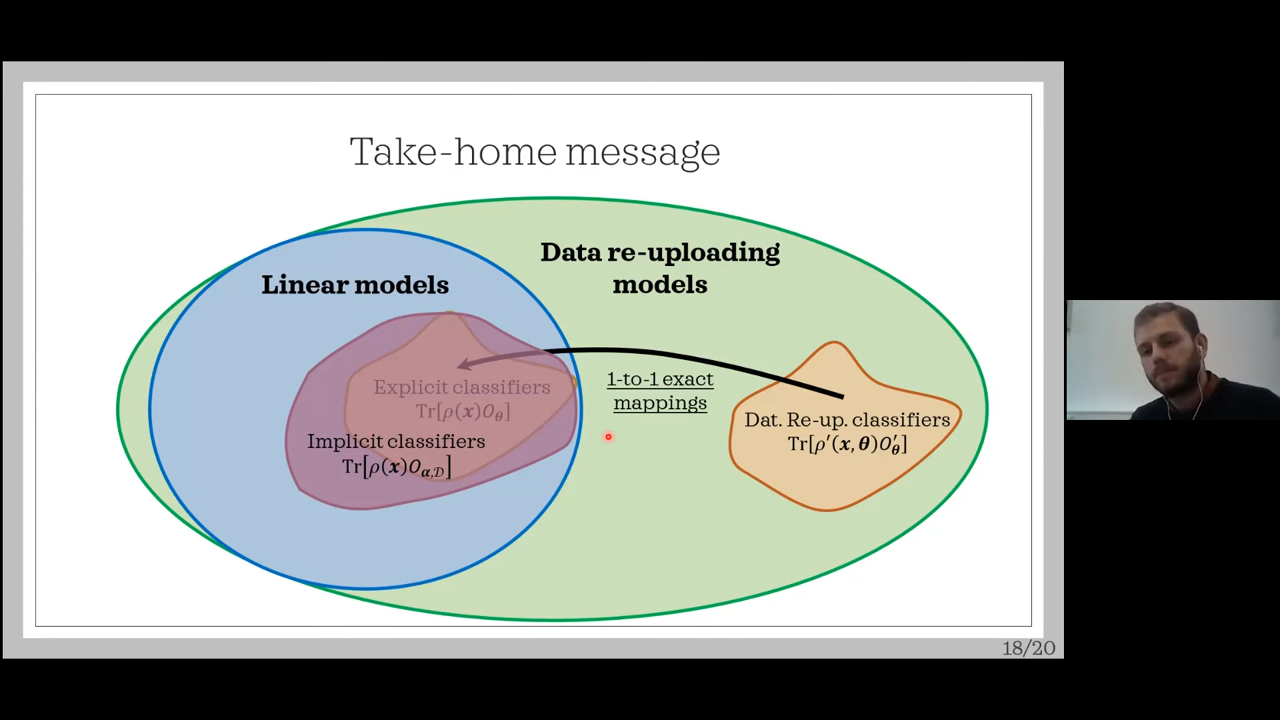 Take-home message
Data re-uploading
models
Linear models
1-to-1 exact
mappings
Explicit classifiers
Tr[ρ(𝒙)O_𝜽]
Implicit classifiers
Tr[ρ(𝒙)O_{𝜶,𝒟}]
Dat. Re-up. classifiers
Tr[ρ′(𝒙, 𝜽)O′_𝜽]
18/20